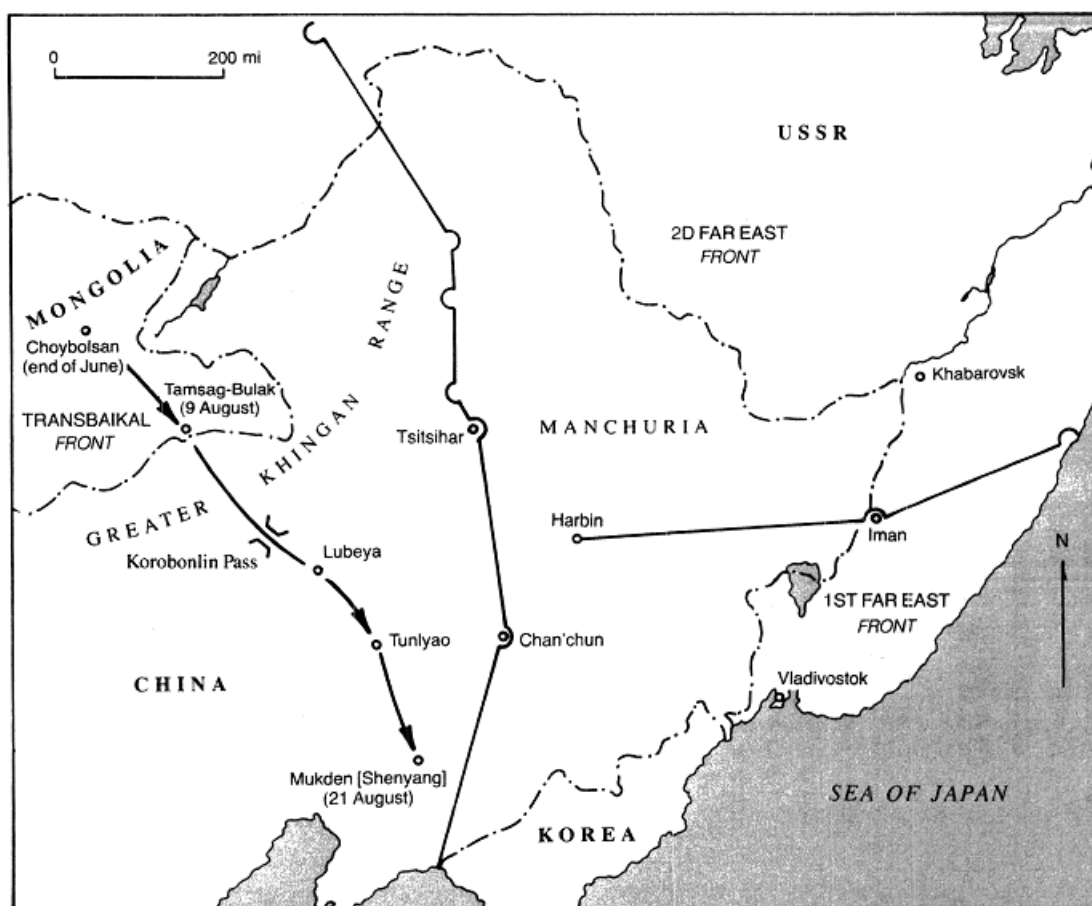 0 200 mi
USSR
2D FAR EAST
FRONT
MONGOLIA
RANGE
Choybolsan
(end of June)
Khabarovsk
Tamsag-Bulak
(9 August)
TRANSBAIKAL
FRONT
KHINGAN
Tsitsihar
MANCHURIA
GREATER
Harbin
Iman
N
Korobonlin Pass
Lubeya
1ST FAR EAST
FRONT
Tunlyao
Chan'chun
CHINA
Vladivostok
Mukden [Shenyang]
(21 August)
SEA OF JAPAN
KOREA